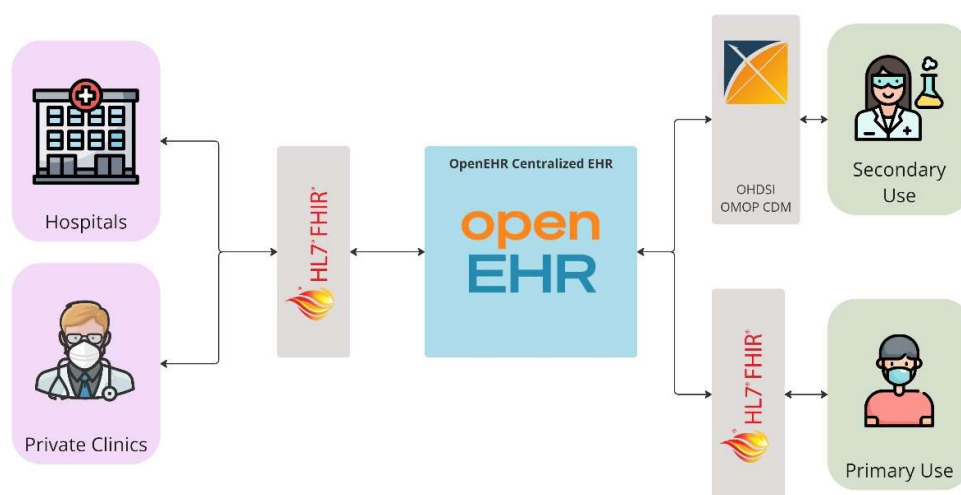 Hospitals
Private Clinics
HL7® FHIR®
OpenEHR Centralized EHR
open
EHR
OHDSI
OMOP CDM
HL7® FHIR®
Secondary
Use
Primary Use